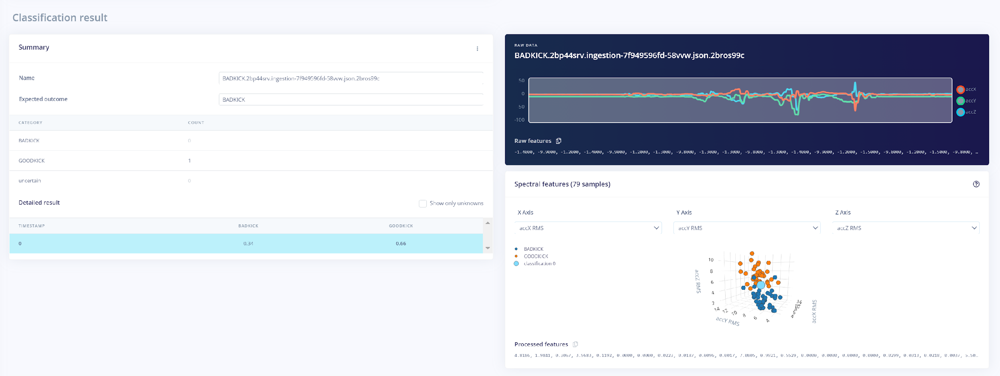 Classification result
Summary
Name
BADKICK.2bp44srv.ingestion-7f949596fd-58vvw.json.2bros99c
Expected outcome
BADKICK
CATEGORY COUNT
BADKICK 0
GOODKICK 1
uncertain 0
Detailed result
Show only unknowns
TIMESTAMP BADKICK GOODKICK
0 0.34 0.66
RAW DATA
BADKICK.2bp44srv.ingestion-7f949596fd-58vvw.json.2bros99c
50
0
50
-100
accX
accY
accZ
Raw features
-1.4000, -9.9000, -1.2000, -1.4000, -9.9000, -1.2000, -1.3000, -9.8000, -1.3000, -1.3000, -9.8000, -1.3000, -1.4000, -9.9000, -1.2000, -1.5000, -9.8000, -1.2000, -1.5000, -9.8000, …
Spectral features (79 samples)
X Axis
accX RMS
Y Axis
accY RMS
Z Axis
accZ RMS
BADKICK
GOODKICK
classification 0
10
8
6
4
2
accZ RMS
14 12 10 8 6 4
accY RMS
4
5
accX RMS
Processed features
4.8186, 1.9841, 0.3067, 3.9683, 0.1192, 0.0000, 0.0000, 0.0223, 0.0187, 0.0096, 0.0017, 7.0805, 0.9921, 0.5529, 0.0000, 0.0000, 0.0000, 0.0000, 0.0299, 0.0313, 0.0218, 0.0037, 5.50…